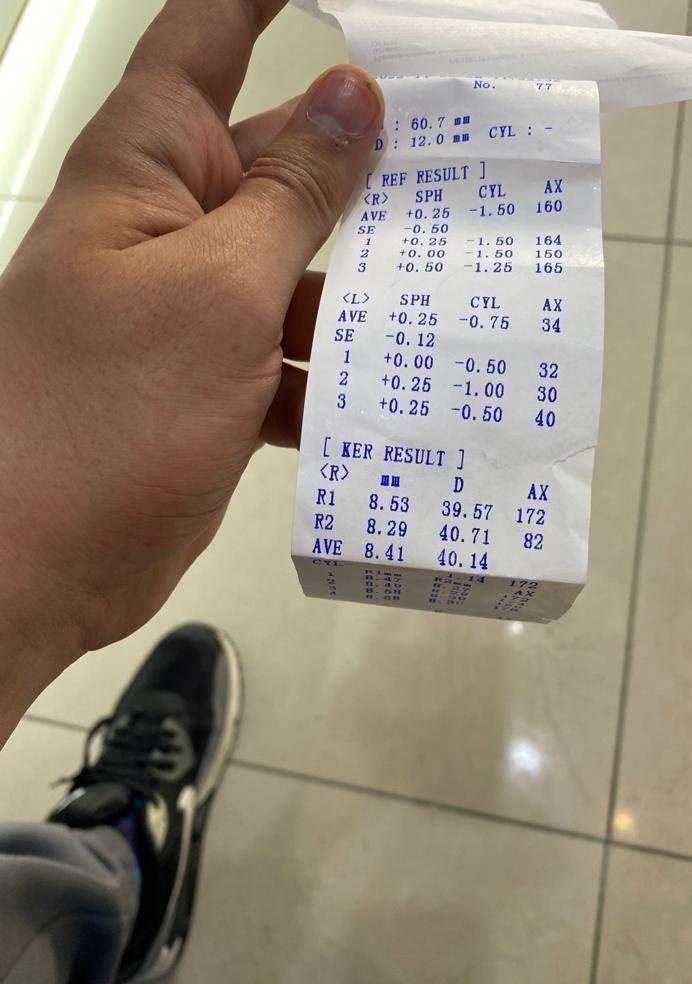 No. 77
: 60.7 mm
D : 12.0 mm CYL : -
[ REF RESULT ]
<R> SPH CYL AX
AVE +0.25 -1.50 160
SE -0.50
1 +0.25 -1.50 164
2 +0.00 -1.50 150
3 +0.50 -1.25 165
<L> SPH CYL AX
AVE +0.25 -0.75 34
SE -0.12
1 +0.00 -0.50 32
2 +0.25 -1.00 30
3 +0.25 -0.50 40
[ KER RESULT ]
<R> mm D AX
R1 8.53 39.57 172
R2 8.29 40.71 82
AVE 8.41 40.14
CYL 1.14 172